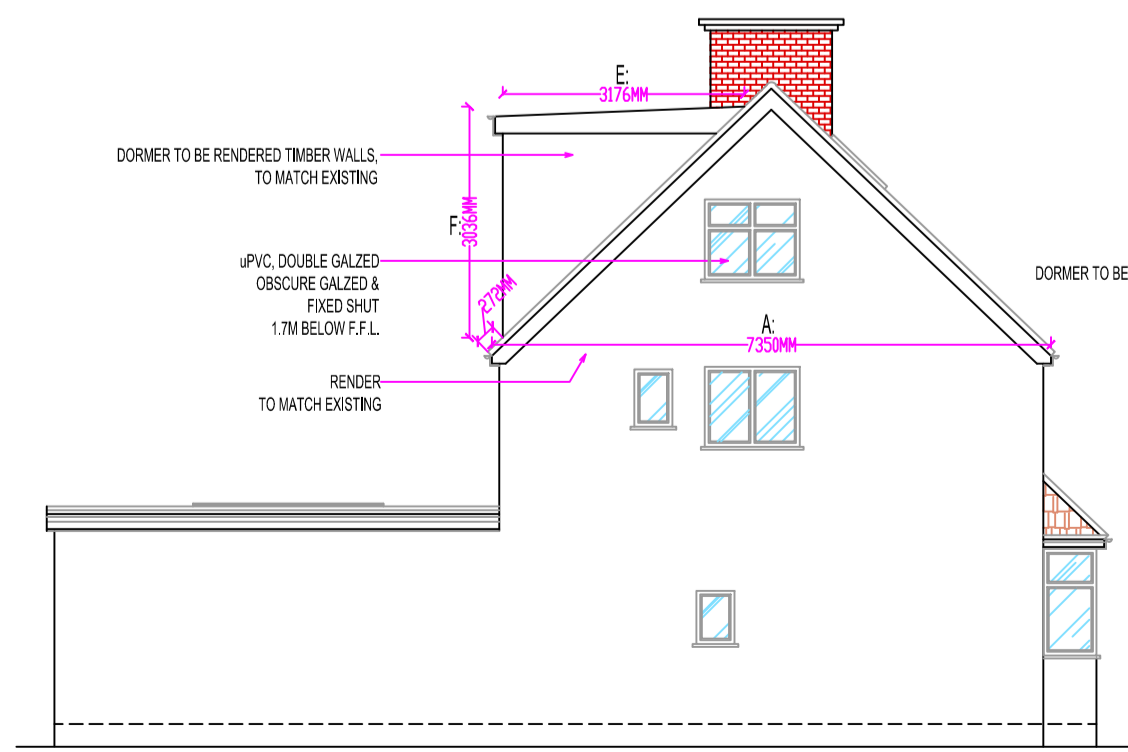 E:
3176MM
DORMER TO BE RENDERED TIMBER WALLS,
TO MATCH EXISTING
F:
3036MM
uPVC, DOUBLE GALZED
OBSCURE GALZED &
FIXED SHUT
1.7M BELOW F.F.L.
272MM
DORMER TO BE
A:
7350MM
RENDER
TO MATCH EXISTING